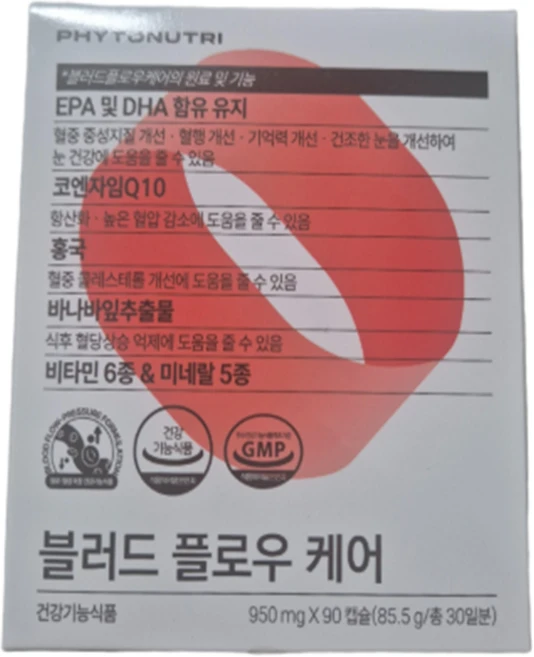 PHYTONUTRI
*블러드플로우케어의 원료 및 기능
EPA 및 DHA 함유 유지
혈중 중성지질 개선 · 혈행 개선 · 기억력 개선 · 건조한 눈을 개선하여
눈 건강에 도움을 줄 수 있음
코엔자임Q10
항산화 · 높은 혈압 감소에 도움을 줄 수 있음
홍국
혈중 콜레스테롤 개선에 도움을 줄 수 있음
바나바잎추출물
식후 혈당상승 억제에 도움을 줄 수 있음
비타민 6종 & 미네랄 5종
BLOOD FLOW·PRESSURE FORMULATION
건강
기능식품
GMP
블러드 플로우 케어
건강기능식품
950 mg X 90 캡슐(85.5 g/총 30일분)